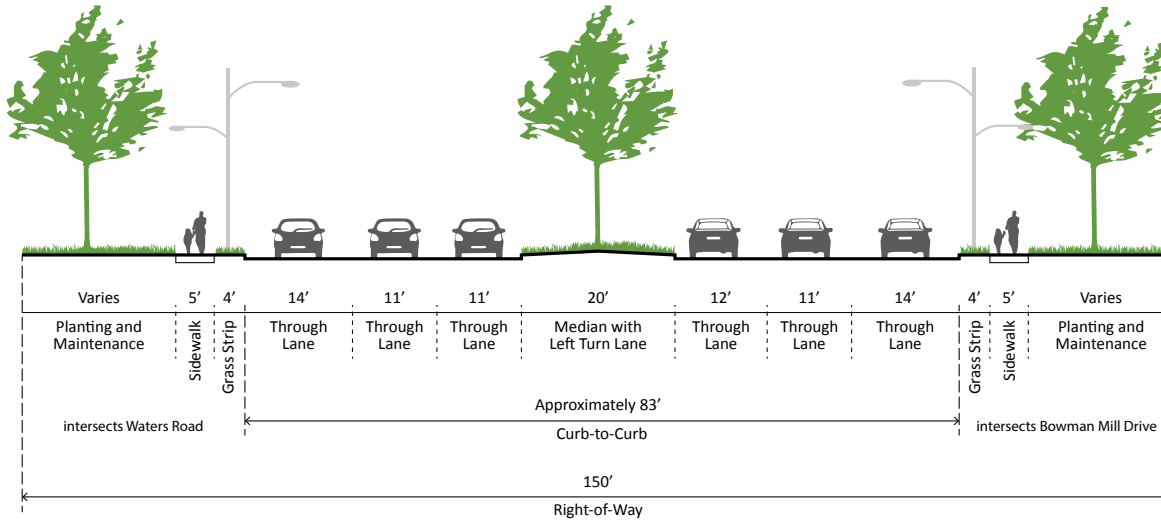 Varies
5’
4’
14’
11’
11’
20’
12’
11’
14’
4’
5’
Varies
Planting and
Maintenance
Sidewalk
Grass Strip
Through
Lane
Through
Lane
Through
Lane
Median with
Left Turn Lane
Through
Lane
Through
Lane
Through
Lane
Grass Strip
Sidewalk
Planting and
Maintenance
Approximately 83’
Curb-to-Curb
intersects Waters Road
intersects Bowman Mill Drive
150’
Right-of-Way